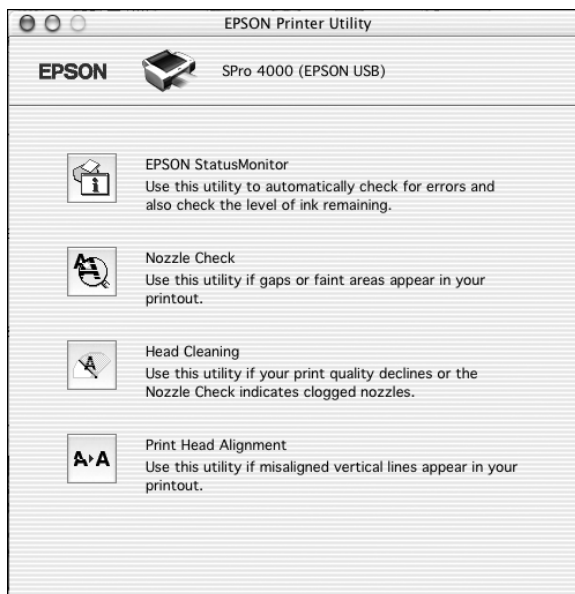 EPSON Printer Utility
EPSON
SPro 4000 (EPSON USB)
EPSON StatusMonitor
Use this utility to automatically check for errors and
also check the level of ink remaining.
Nozzle Check
Use this utility if gaps or faint areas appear in your
printout.
Head Cleaning
Use this utility if your print quality declines or the
Nozzle Check indicates clogged nozzles.
Print Head Alignment
A▸A
Use this utility if misaligned vertical lines appear in your
printout.